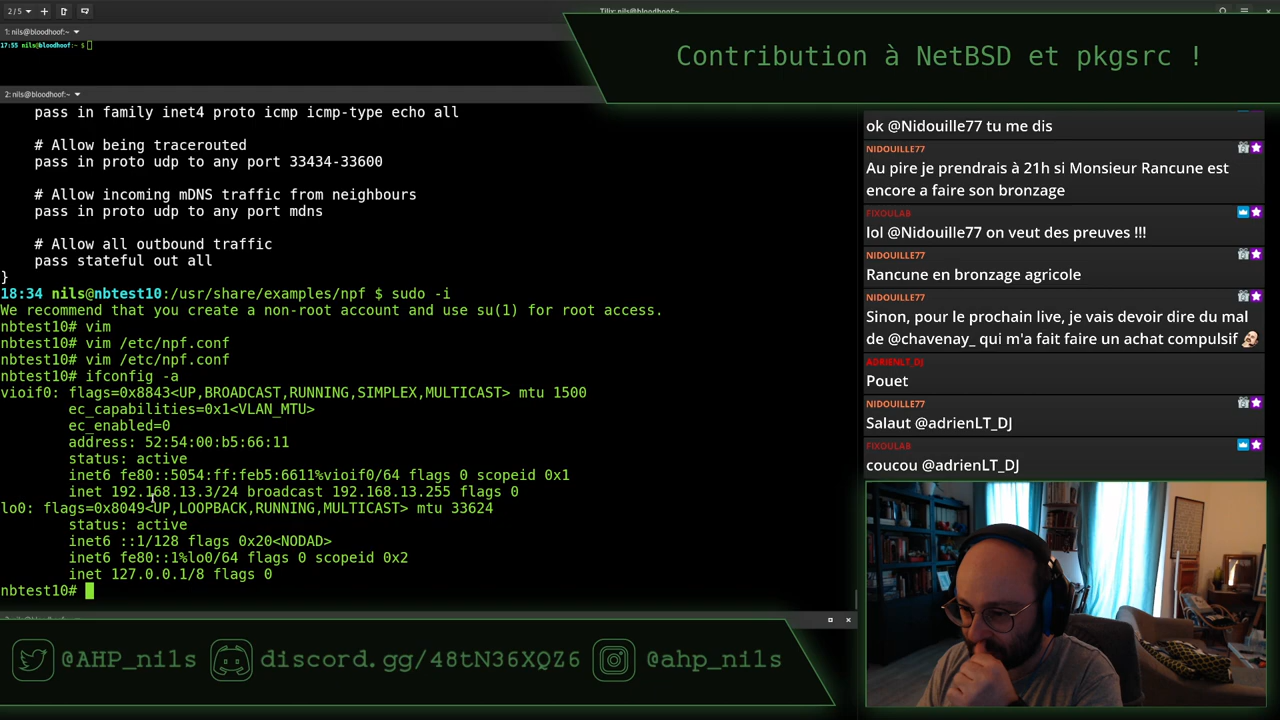 2 / 5
Tilix: nils@bloodhoof:~
1: nils@bloodhoof:~
17:55 nils@bloodhoof:~ $
Contribution à NetBSD et pkgsrc !
2: nils@bloodhoof:~
pass in family inet4 proto icmp icmp-type echo all
# Allow being tracerouted
pass in proto udp to any port 33434-33600
# Allow incoming mDNS traffic from neighbours
pass in proto udp to any port mdns
# Allow all outbound traffic
pass stateful out all
}
18:34 nils@nbtest10:/usr/share/examples/npf $ sudo -i
We recommend that you create a non-root account and use su(1) for root access.
nbtest10# vim
nbtest10# vim /etc/npf.conf
nbtest10# vim /etc/npf.conf
nbtest10# ifconfig -a
vioif0: flags=0x8843<UP,BROADCAST,RUNNING,SIMPLEX,MULTICAST> mtu 1500
ec_capabilities=0x1<VLAN_MTU>
ec_enabled=0
address: 52:54:00:b5:66:11
status: active
inet6 fe80::5054:ff:feb5:6611%vioif0/64 flags 0 scopeid 0x1
inet 192.168.13.3/24 broadcast 192.168.13.255 flags 0
lo0: flags=0x8049<UP,LOOPBACK,RUNNING,MULTICAST> mtu 33624
status: active
inet6 ::1/128 flags 0x20<NODAD>
inet6 fe80::1%lo0/64 flags 0 scopeid 0x2
inet 127.0.0.1/8 flags 0
nbtest10#
ok @Nidouille77 tu me dis
NIDOUILLE77
Au pire je prendrais à 21h si Monsieur Rancune est
encore a faire son bronzage
FIXOULAB
lol @Nidouille77 on veut des preuves !!!
NIDOUILLE77
Rancune en bronzage agricole
NIDOUILLE77
Sinon, pour le prochain live, je vais devoir dire du mal
de @chavenay_ qui m'a fait faire un achat compulsif
ADRIENLT_DJ
Pouet
NIDOUILLE77
Salaut @adrienLT_DJ
FIXOULAB
coucou @adrienLT_DJ
@AHP_nils
discord.gg/48tN36XQZ6
@ahp_nils